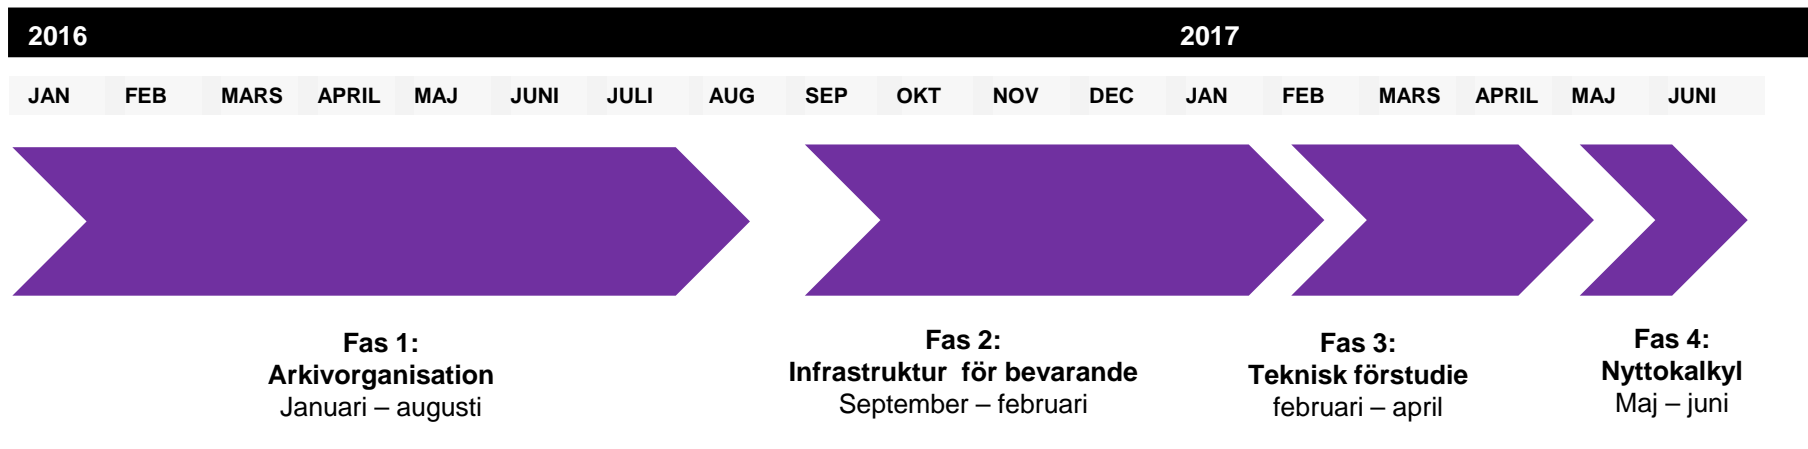 2016 2017
JAN FEB MARS APRIL MAJ JUNI JULI AUG SEP OKT NOV DEC JAN FEB MARS APRIL MAJ JUNI
Fas 1:
Arkivorganisation
Januari – augusti
Fas 2:
Infrastruktur för bevarande
September – februari
Fas 3:
Teknisk förstudie
februari – april
Fas 4:
Nyttokalkyl
Maj – juni